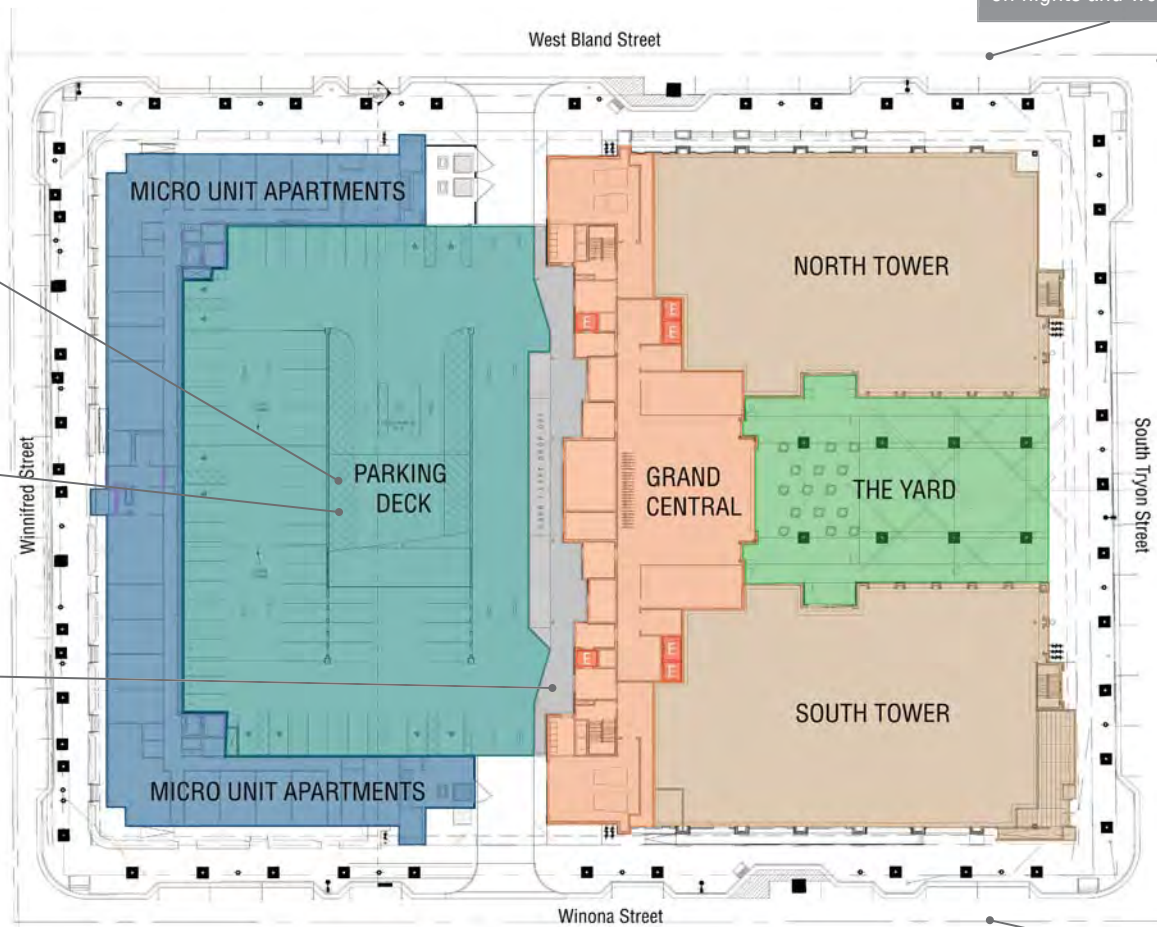 West Bland Street
MICRO UNIT APARTMENTS
NORTH TOWER
E
E
E
Winnifred Street
PARKING
DECK
GRAND
CENTRAL
THE YARD
South Tryon Street
E
E
E
SOUTH TOWER
MICRO UNIT APARTMENTS
Winona Street